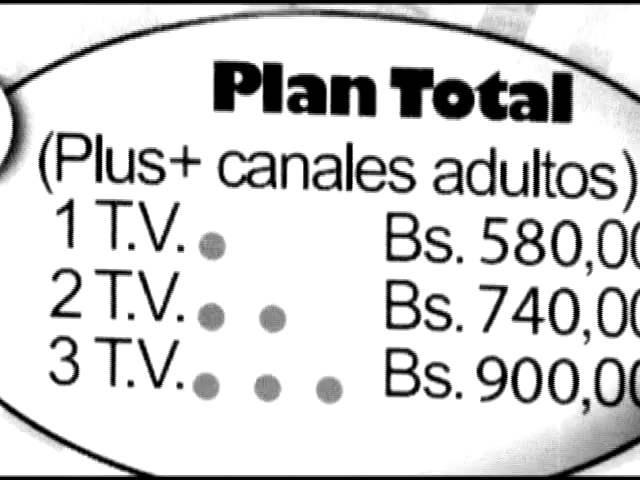 Plan Total
(Plus+ canales adultos)
1 T.V. Bs. 580,00
2 T.V. Bs. 740,00
3 T.V. Bs. 900,00